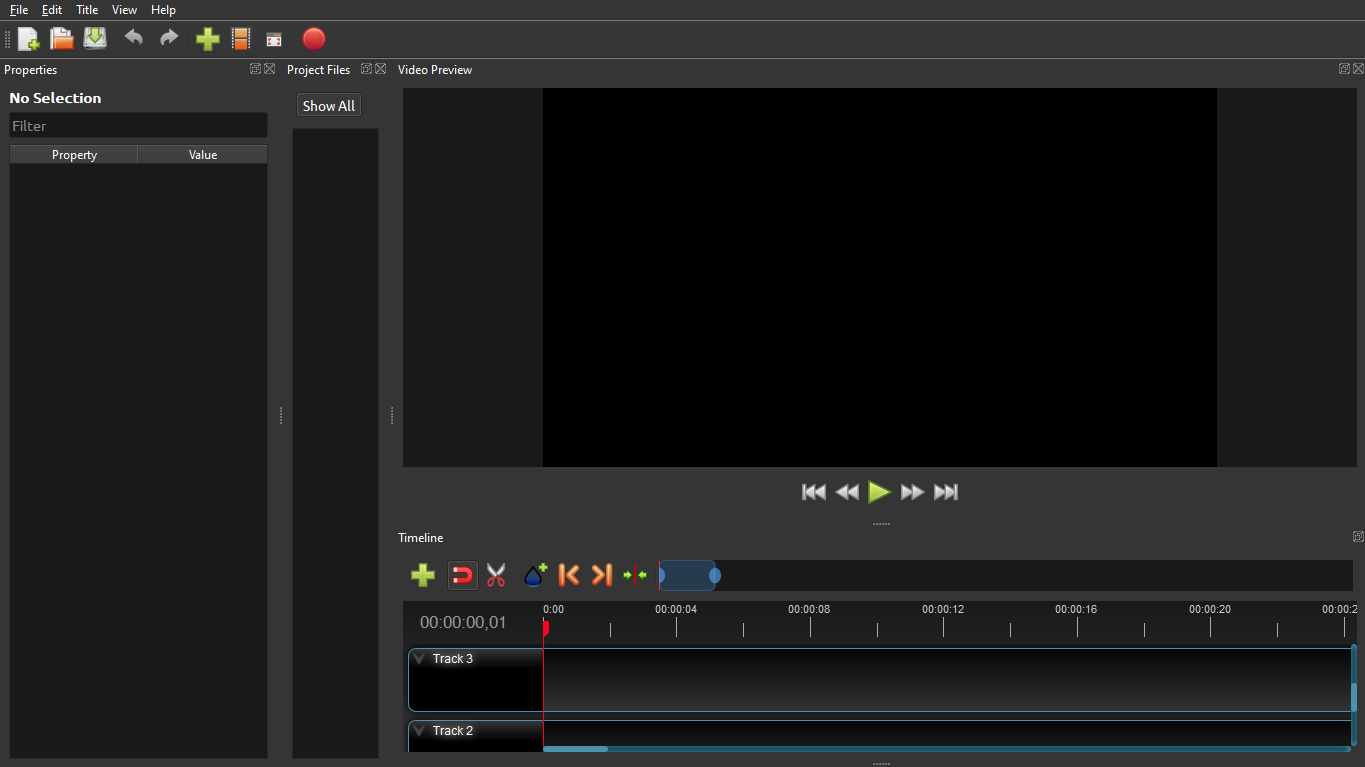 File Edit Title View Help
Properties
Project Files
Video Preview
No Selection
Show All
Filter
Property Value
Timeline
0:00 00:00:04 00:00:08 00:00:12 00:00:16 00:00:20 00:00:2
00:00:00,01
Track 3
Track 2